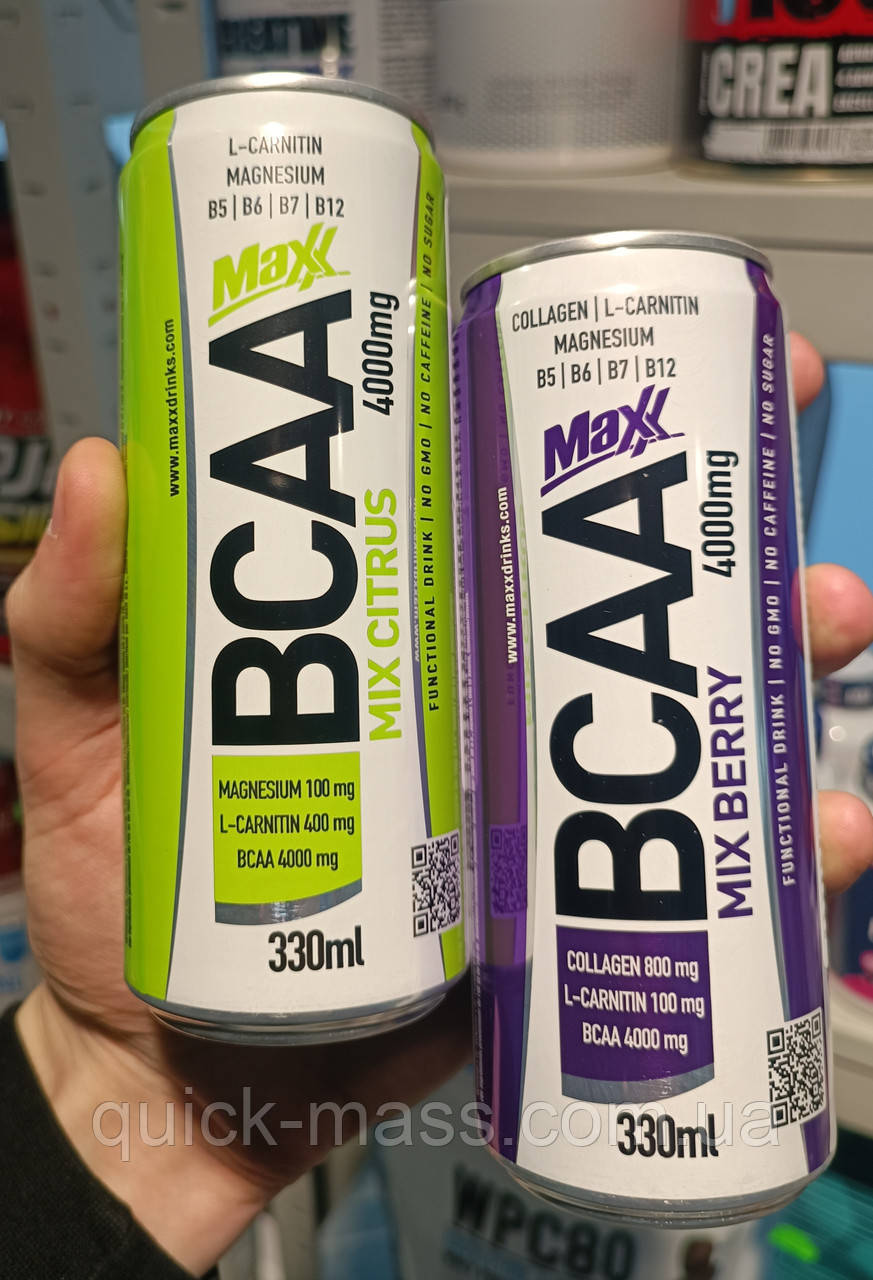 L-CARNITIN
MAGNESIUM
B5 | B6 | B7 | B12
Maxx
BCAA
4000mg
MIX CITRUS
www.maxxdrinks.com
FUNCTIONAL DRINK | NO GMO | NO CAFFEINE | NO SUGAR
MAGNESIUM 100 mg
L-CARNITIN 400 mg
BCAA 4000 mg
330ml
COLLAGEN | L-CARNITIN
MAGNESIUM
B5 | B6 | B7 | B12
Maxx
BCAA
4000mg
MIX BERRY
www.maxxdrinks.com
FUNCTIONAL DRINK | NO GMO | NO CAFFEINE | NO SUGAR
COLLAGEN 800 mg
L-CARNITIN 100 mg
BCAA 4000 mg
330ml
CREA
WPC80
quick-mass.com.ua